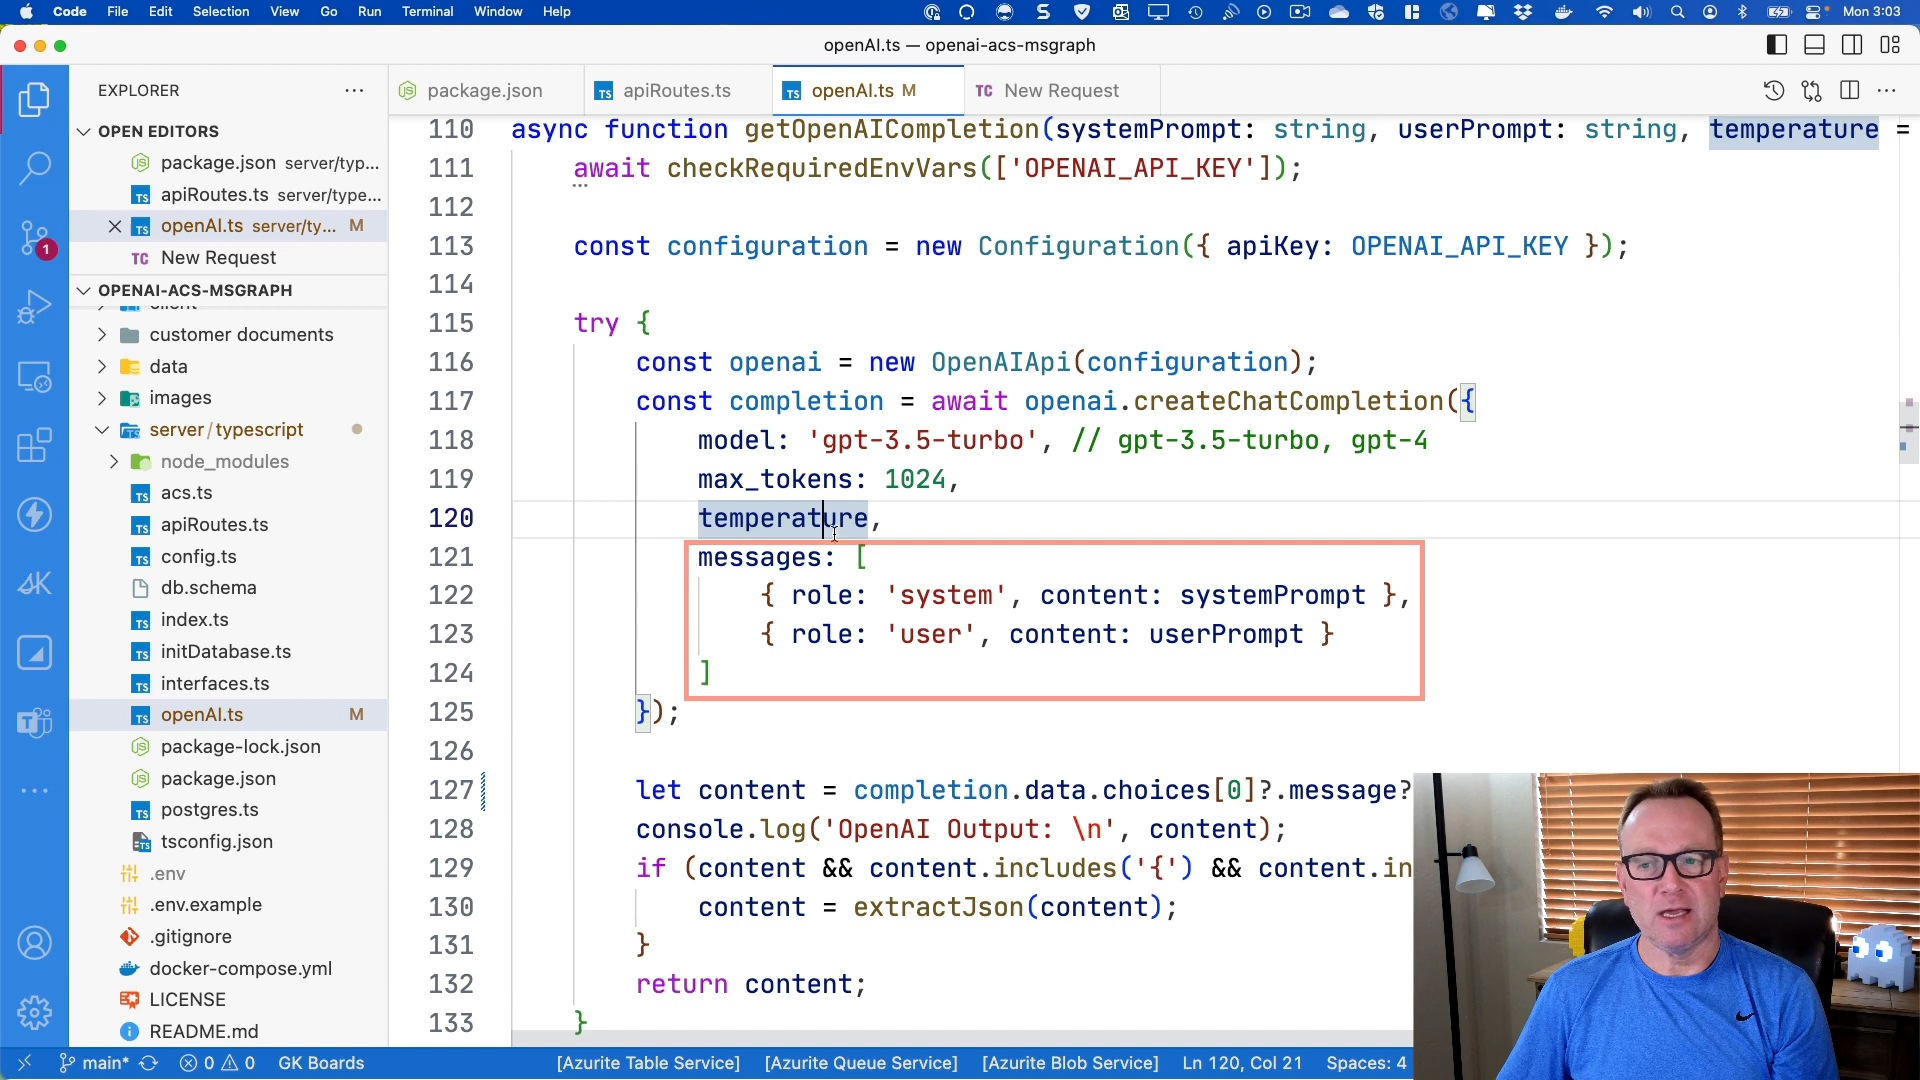 Code File Edit Selection View Go Run Terminal Window Help Mon 3:03
openAI.ts — openai-acs-msgraph
EXPLORER
package.json
apiRoutes.ts
openAI.ts M
TC New Request
OPEN EDITORS
package.json server/typ...
apiRoutes.ts server/type...
openAI.ts server/ty... M
TC New Request
OPENAI-ACS-MSGRAPH
client
customer documents
data
images
server/typescript
node_modules
acs.ts
apiRoutes.ts
config.ts
db.schema
index.ts
initDatabase.ts
interfaces.ts
openAI.ts M
package-lock.json
package.json
postgres.ts
tsconfig.json
.env
.env.example
.gitignore
docker-compose.yml
LICENSE
README.md
110 async function getOpenAICompletion(systemPrompt: string, userPrompt: string, temperature =
111 await checkRequiredEnvVars(['OPENAI_API_KEY']);
112
113 const configuration = new Configuration({ apiKey: OPENAI_API_KEY });
114
115 try {
116 const openai = new OpenAIApi(configuration);
117 const completion = await openai.createChatCompletion({
118 model: 'gpt-3.5-turbo', // gpt-3.5-turbo, gpt-4
119 max_tokens: 1024,
120 temperature,
121 messages: [
122 { role: 'system', content: systemPrompt },
123 { role: 'user', content: userPrompt }
124 ]
125 });
126
127 let content = completion.data.choices[0]?.message?
128 console.log('OpenAI Output: \n', content);
129 if (content && content.includes('{') && content.in
130 content = extractJson(content);
131 }
132 return content;
133 }
1
main* 0 0 GK Boards [Azurite Table Service] [Azurite Queue Service] [Azurite Blob Service] Ln 120, Col 21 Spaces: 4